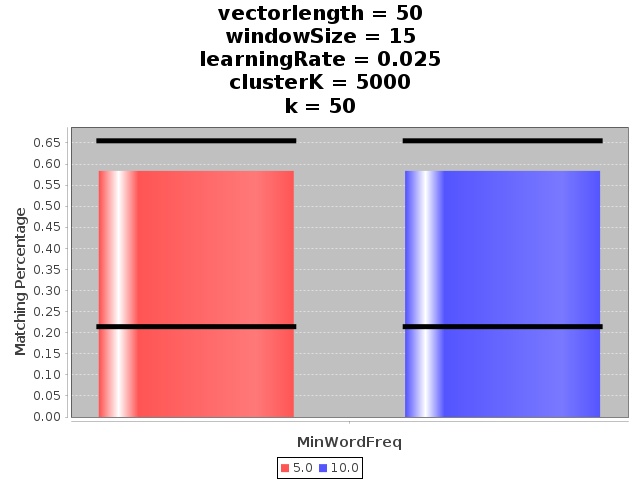 vectorlength = 50
windowSize = 15
learningRate = 0.025
clusterK = 5000
k = 50
Matching Percentage
0.65
0.60
0.55
0.50
0.45
0.40
0.35
0.30
0.25
0.20
0.15
0.10
0.05
0.00
MinWordFreq
5.0 10.0